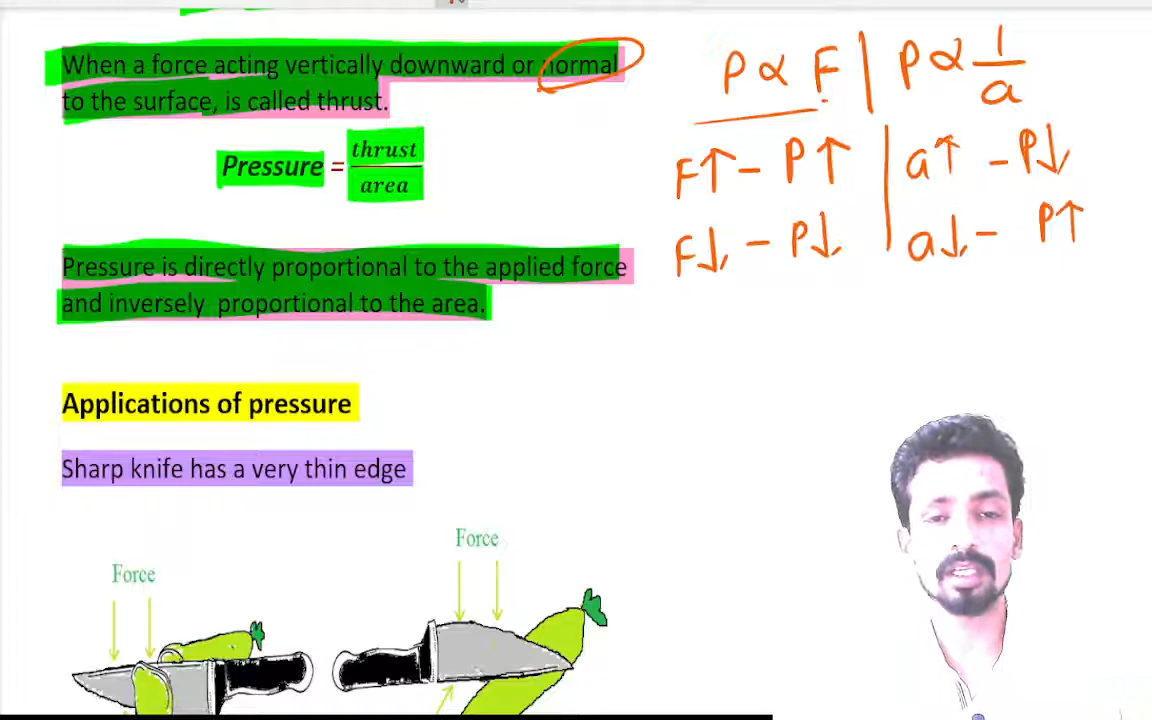 When a force acting vertically downward or normal
to the surface, is called thrust.
Pressure = thrust
area
Pressure is directly proportional to the applied force
and inversely proportional to the area.
Applications of pressure
Sharp knife has a very thin edge
Force
Force
P ∝ F | P ∝ 1/a
F↑ - P↑ | a↑ - P↓
F↓ - P↓ | a↓ - P↑